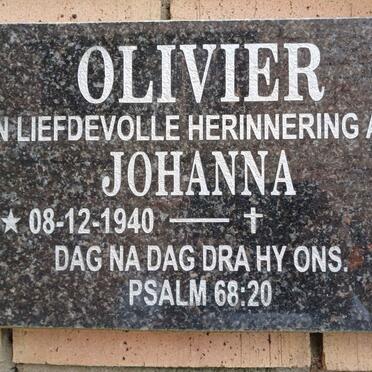 OLIVIER
N LIEFDEVOLLE HERINNERING A
JOHANNA
★ 08-12-1940 — ✝
DAG NA DAG DRA HY ONS.
PSALM 68:20